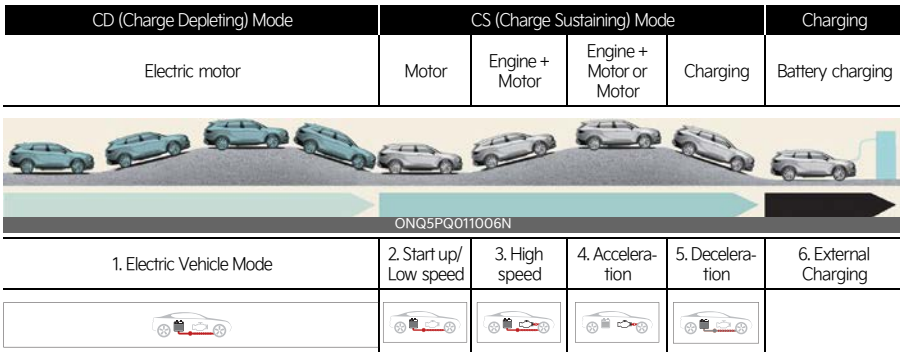 CD (Charge Depleting) Mode CS (Charge Sustaining) Mode Charging
Electric motor Motor Engine + Motor Engine + Motor or Motor Charging Battery charging
ONQ5PQ011006N
1. Electric Vehicle Mode 2. Start up/ Low speed 3. High speed 4. Accelera- tion 5. Decelera- tion 6. External Charging